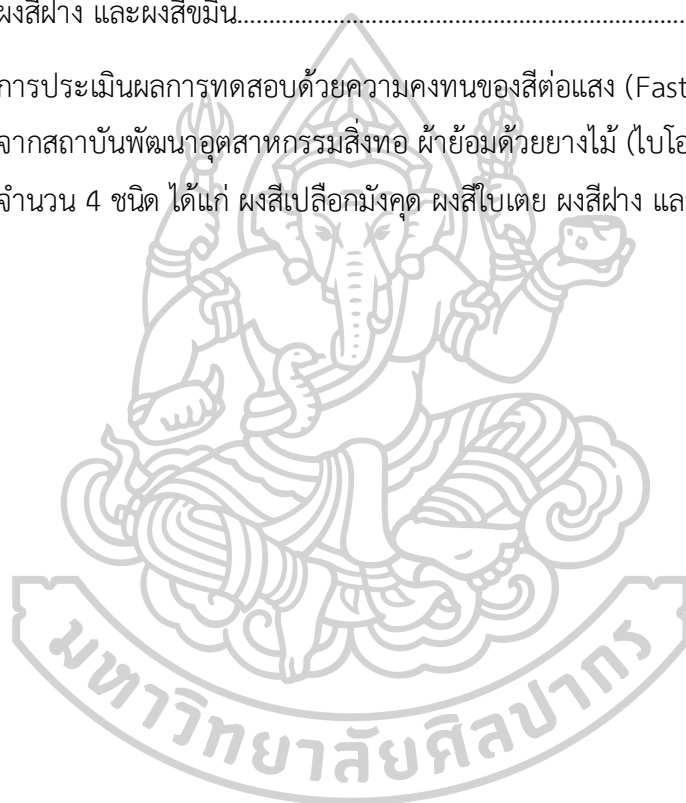 ผงสีฝาง และผงสีขมิ้น..........................................................................
การประเมินผลการทดสอบด้วยความคงทนของสีต่อแสง (Fast
จากสถาบันพัฒนาอุตสาหกรรมสิ่งทอ ผ้าย้อมด้วยยางไม้ (ไบโอ
จำนวน 4 ชนิด ได้แก่ ผงสีเปลือกมังคุด ผงสีใบเตย ผงสีฝาง และ
มหาวิทยาลัยศิลปากร